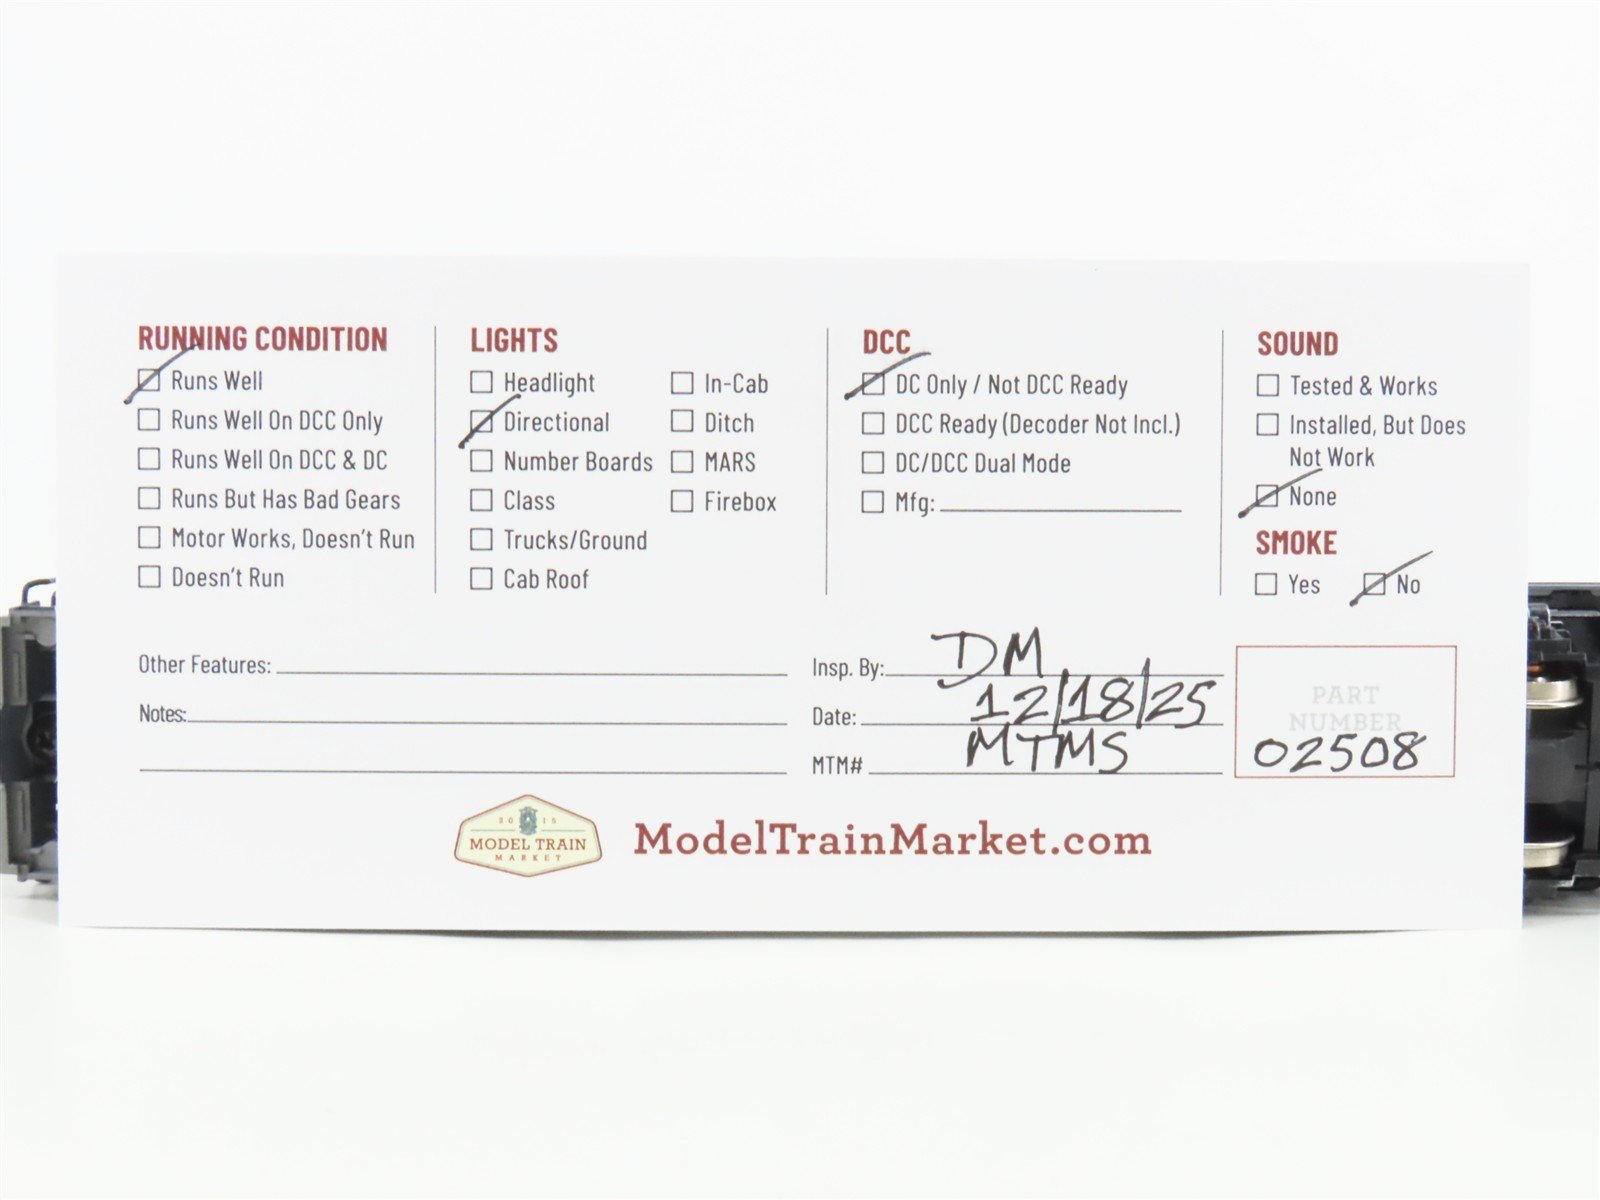 RUNNING CONDITION
Runs Well
Runs Well On DCC Only
Runs Well On DCC & DC
Runs But Has Bad Gears
Motor Works, Doesn't Run
Doesn't Run
LIGHTS
Headlight
Directional
Number Boards
Class
Trucks/Ground
Cab Roof
In-Cab
Ditch
MARS
Firebox
DCC
DC Only / Not DCC Ready
DCC Ready (Decoder Not Incl.)
DC/DCC Dual Mode
Mfg:
SOUND
Tested & Works
Installed, But Does
Not Work
None
SMOKE
Yes No
Other Features:
Notes:
Insp. By: DM
Date: 12/18/25
MTM# MTMS
PART
NUMBER
02508
2015
MODEL TRAIN
MARKET
ModelTrainMarket.com